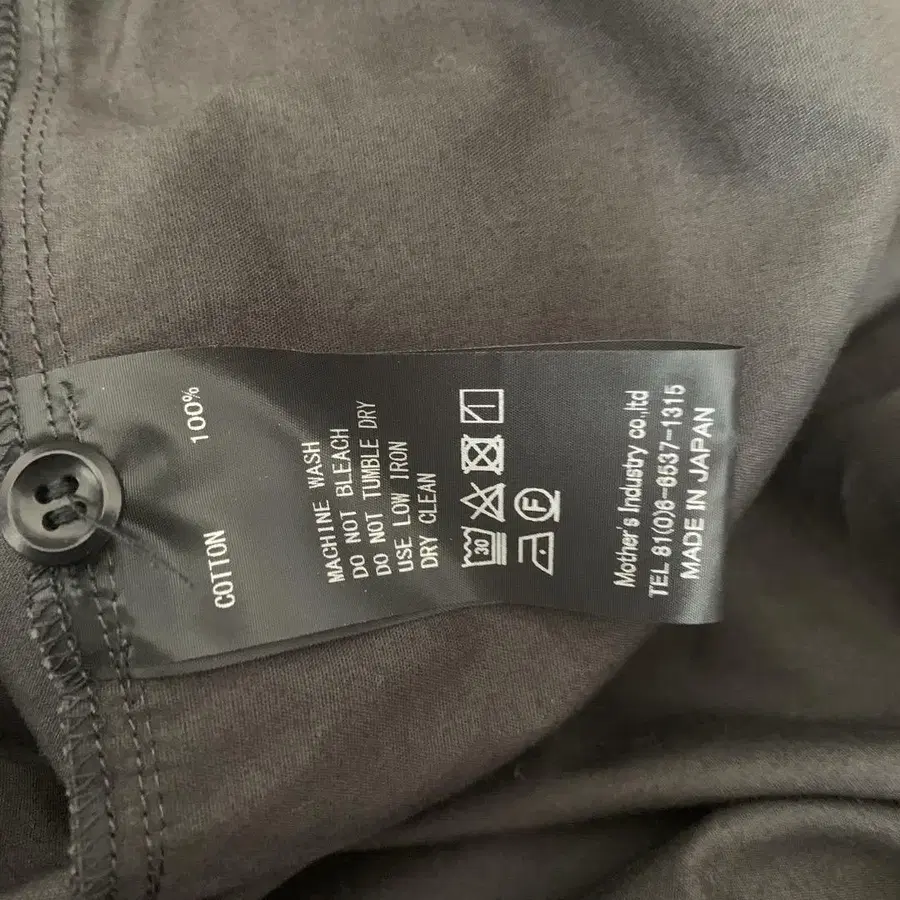 COTTON 100%
MACHINE WASH
DO NOT BLEACH
DO NOT TUMBLE DRY
USE LOW IRON
DRY CLEAN
30
F
Mother's Industry co.,ltd
TEL 81(0)6-6537-1315
MADE IN JAPAN